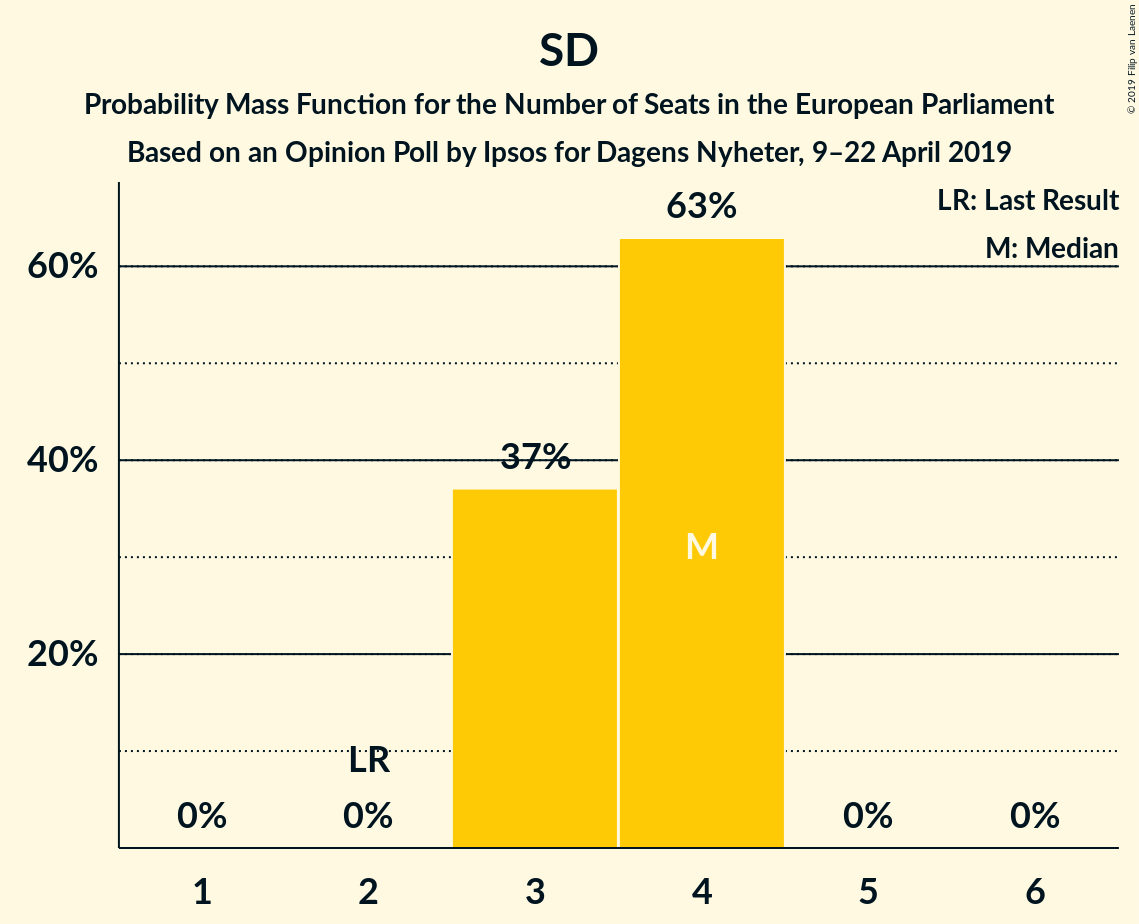 SD
Probability Mass Function for the Number of Seats in the European Parliament
Based on an Opinion Poll by Ipsos for Dagens Nyheter, 9–22 April 2019
© 2019 Filip van Laenen
LR: Last Result
M: Median
63%
60%
37%
40%
M
20%
LR
0%
0%
0%
0%
1
2
3
4
5
6